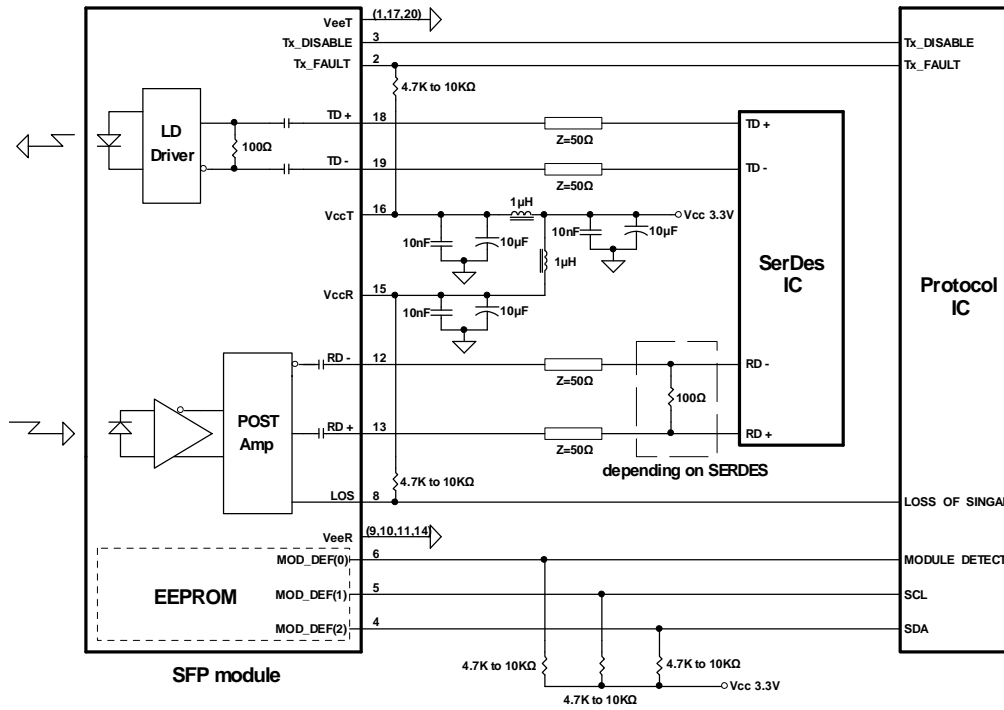 VeeT (1,17,20)
Tx_DISABLE 3 Tx_DISABLE
Tx_FAULT 2 Tx_FAULT
4.7K to 10KΩ
LD
Driver
100Ω
TD+ 18 Z=50Ω TD +
TD- 19 Z=50Ω TD -
1μH
VccT 16 Vcc 3.3V
10nF 10μF 10nF 10μF
1μH
SerDes
IC
Protocol
IC
VccR 15
10nF 10μF
RD - 12 Z=50Ω RD -
100Ω
POST
Amp
RD+ 13 Z=50Ω RD +
depending on SERDES
4.7K to 10KΩ
LOS 8 LOSS OF SINGAL
VeeR (9,10,11,14)
MOD_DEF(0) 6 MODULE DETECT
EEPROM
MOD_DEF(1) 5 SCL
MOD_DEF(2) 4 SDA
SFP module
4.7K to 10KΩ 4.7K to 10KΩ
4.7K to 10KΩ
Vcc 3.3V